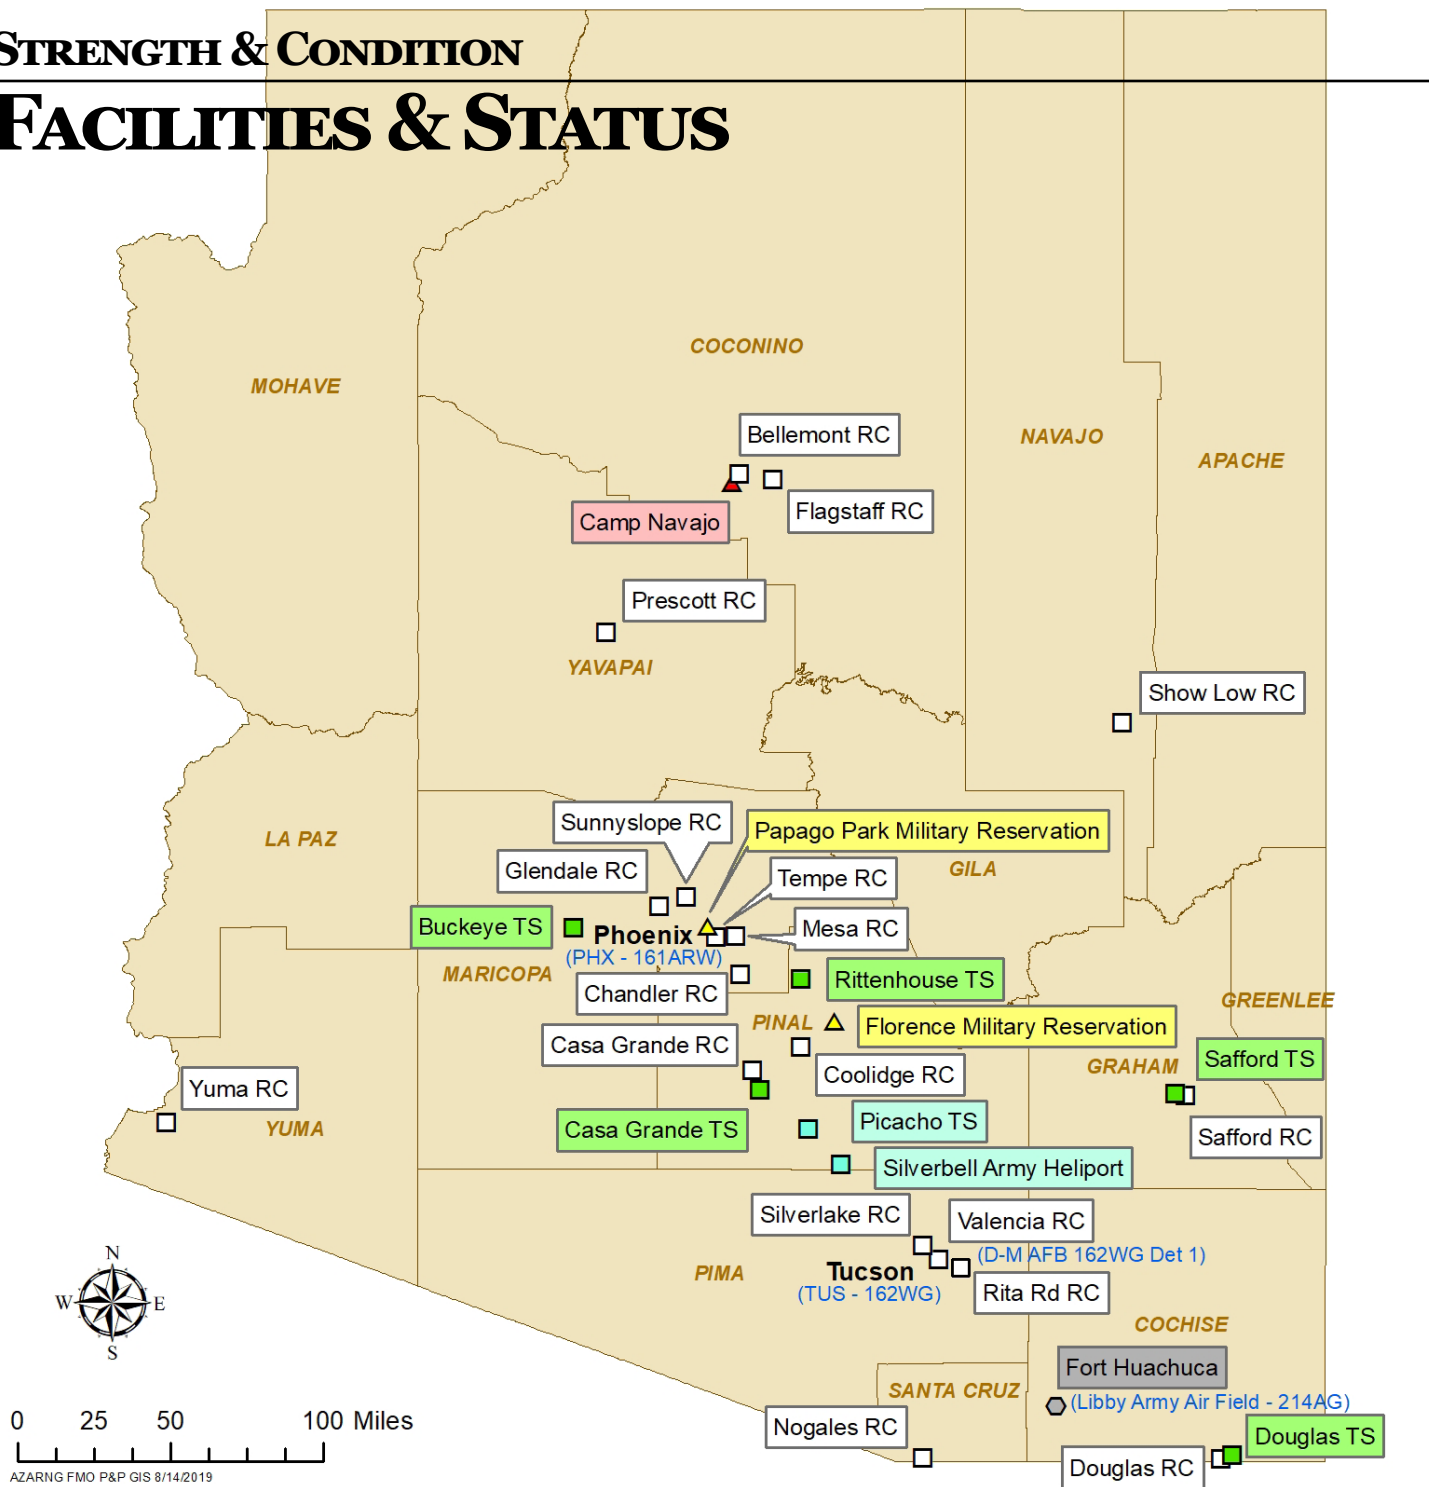 STRENGTH & CONDITION
FACILITIES & STATUS
COCONINO
MOHAVE
NAVAJO
APACHE
Bellemont RC
Flagstaff RC
Camp Navajo
Prescott RC
YAVAPAI
Show Low RC
Sunnyslope RC
Papago Park Military Reservation
LA PAZ
Glendale RC
Tempe RC
GILA
Buckeye TS
Phoenix
Mesa RC
(PHX - 161ARW)
MARICOPA
Chandler RC
Rittenhouse TS
GREENLEE
PINAL
Florence Military Reservation
Casa Grande RC
Safford TS
GRAHAM
Coolidge RC
Yuma RC
YUMA
Casa Grande TS
Picacho TS
Safford RC
Silverbell Army Heliport
Silverlake RC
Valencia RC
(D-M AFB 162WG Det 1)
PIMA
Tucson
(TUS - 162WG)
Rita Rd RC
COCHISE
N
W
E
S
Fort Huachuca
SANTA CRUZ
(Libby Army Air Field - 214AG)
Nogales RC
Douglas TS
Douglas RC
0 25 50 100 Miles
AZARNG FMO P&P GIS 8/14/2019